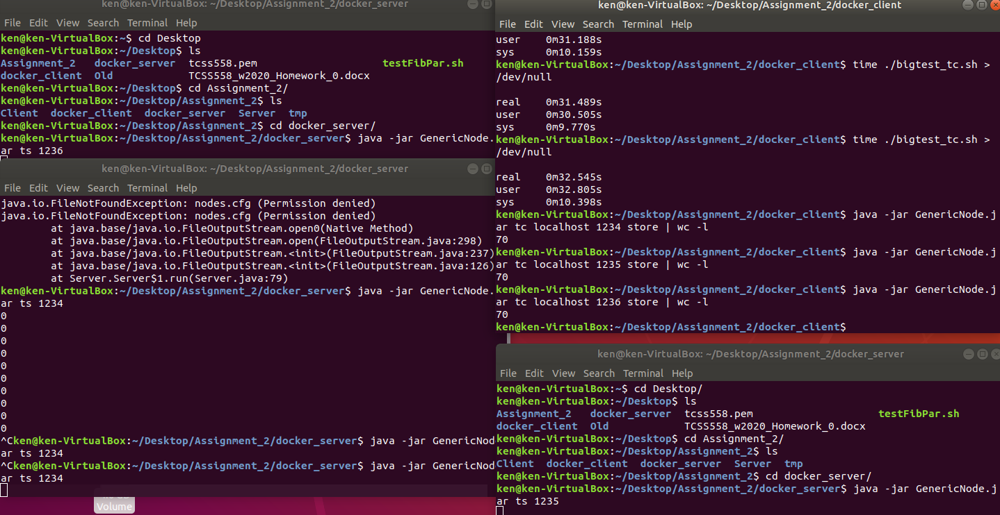 ken@ken-VirtualBox: ~/Desktop/Assignment_2/docker_server
File Edit View Search Terminal Help
ken@ken-VirtualBox:~$ cd Desktop
ken@ken-VirtualBox:~/Desktop$ ls
Assignment_2 docker_server tcss558.pem testFibPar.sh
docker_client Old TCSS558_w2020_Homework_0.docx
ken@ken-VirtualBox:~/Desktop$ cd Assignment_2/
ken@ken-VirtualBox:~/Desktop/Assignment_2$ ls
Client docker_client docker_server Server tmp
ken@ken-VirtualBox:~/Desktop/Assignment_2$ cd docker_server/
ken@ken-VirtualBox:~/Desktop/Assignment_2/docker_server$ java -jar GenericNode.
ar ts 1236
ken@ken-VirtualBox: ~/Desktop/Assignment_2/docker_server
File Edit View Search Terminal Help
java.io.FileNotFoundException: nodes.cfg (Permission denied)
java.io.FileNotFoundException: nodes.cfg (Permission denied)
at java.base/java.io.FileOutputStream.open0(Native Method)
at java.base/java.io.FileOutputStream.open(FileOutputStream.java:298)
at java.base/java.io.FileOutputStream.<init>(FileOutputStream.java:237)
at java.base/java.io.FileOutputStream.<init>(FileOutputStream.java:126)
at Server.Server$1.run(Server.java:79)
ken@ken-VirtualBox:~/Desktop/Assignment_2/docker_server$ java -jar GenericNode.
ar ts 1234
0
0
0
0
0
0
0
0
0
0
^Cken@ken-VirtualBox:~/Desktop/Assignment_2/docker_server$ java -jar GenericNod
ar ts 1234
^Cken@ken-VirtualBox:~/Desktop/Assignment_2/docker_server$ java -jar GenericNod
ar ts 1234
Volume
ken@ken-VirtualBox: ~/Desktop/Assignment_2/docker_client
File Edit View Search Terminal Help
user 0m31.188s
sys 0m10.159s
ken@ken-VirtualBox:~/Desktop/Assignment_2/docker_client$ time ./bigtest_tc.sh >
/dev/null
real 0m31.489s
user 0m30.505s
sys 0m9.770s
ken@ken-VirtualBox:~/Desktop/Assignment_2/docker_client$ time ./bigtest_tc.sh >
/dev/null
real 0m32.545s
user 0m32.805s
sys 0m10.398s
ken@ken-VirtualBox:~/Desktop/Assignment_2/docker_client$ java -jar GenericNode.j
ar tc localhost 1234 store | wc -l
70
ken@ken-VirtualBox:~/Desktop/Assignment_2/docker_client$ java -jar GenericNode.j
ar tc localhost 1235 store | wc -l
70
ken@ken-VirtualBox:~/Desktop/Assignment_2/docker_client$ java -jar GenericNode.j
ar tc localhost 1236 store | wc -l
70
ken@ken-VirtualBox:~/Desktop/Assignment_2/docker_client$
ken@ken-VirtualBox: ~/Desktop/Assignment_2/docker_server
File Edit View Search Terminal Help
ken@ken-VirtualBox:~$ cd Desktop/
ken@ken-VirtualBox:~/Desktop$ ls
Assignment_2 docker_server tcss558.pem testFibPar.sh
docker_client Old TCSS558_w2020_Homework_0.docx
ken@ken-VirtualBox:~/Desktop$ cd Assignment_2/
ken@ken-VirtualBox:~/Desktop/Assignment_2$ ls
Client docker_client docker_server Server tmp
ken@ken-VirtualBox:~/Desktop/Assignment_2$ cd docker_server/
ken@ken-VirtualBox:~/Desktop/Assignment_2/docker_server$ java -jar GenericNode.j
ar ts 1235